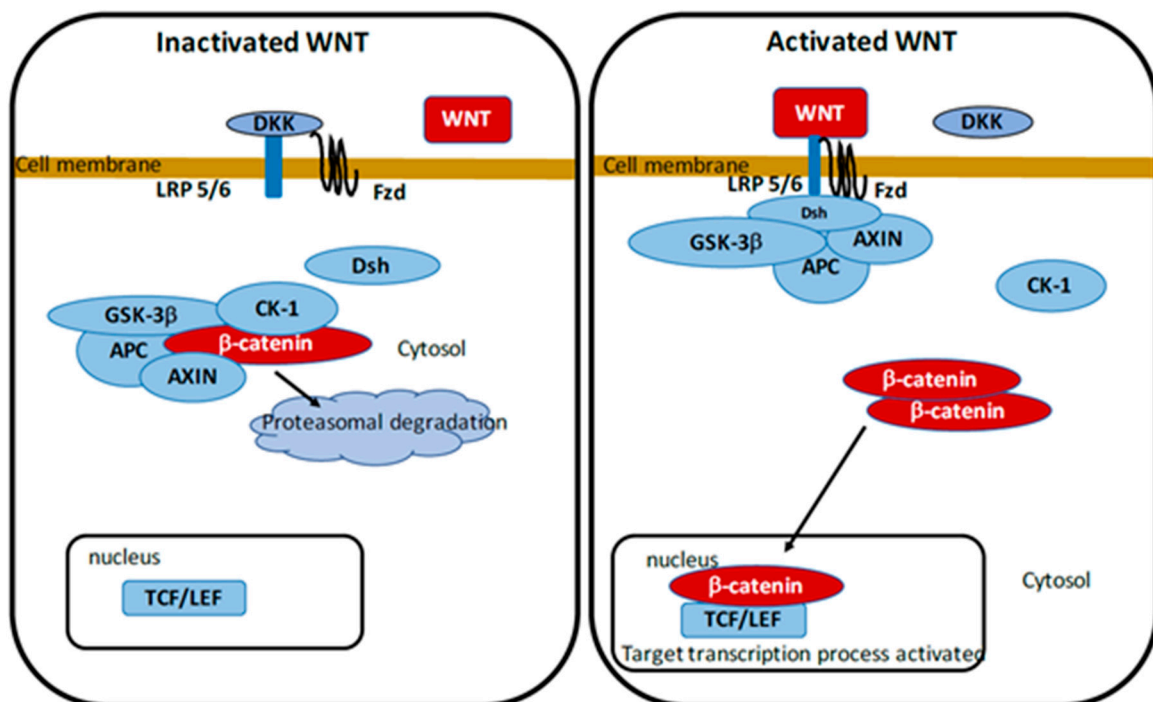 Inactivated WNT
DKK
WNT
Cell membrane
LRP 5/6
Fzd
Dsh
GSK-3β
CK-1
APC
β-catenin
AXIN
Cytosol
Proteasomal degradation
nucleus
TCF/LEF
Activated WNT
WNT
DKK
Cell membrane
LRP 5/6
Fzd
Dsh
GSK-3β
AXIN
APC
CK-1
β-catenin
β-catenin
nucleus
β-catenin
Cytosol
TCF/LEF
Target transcription process activated